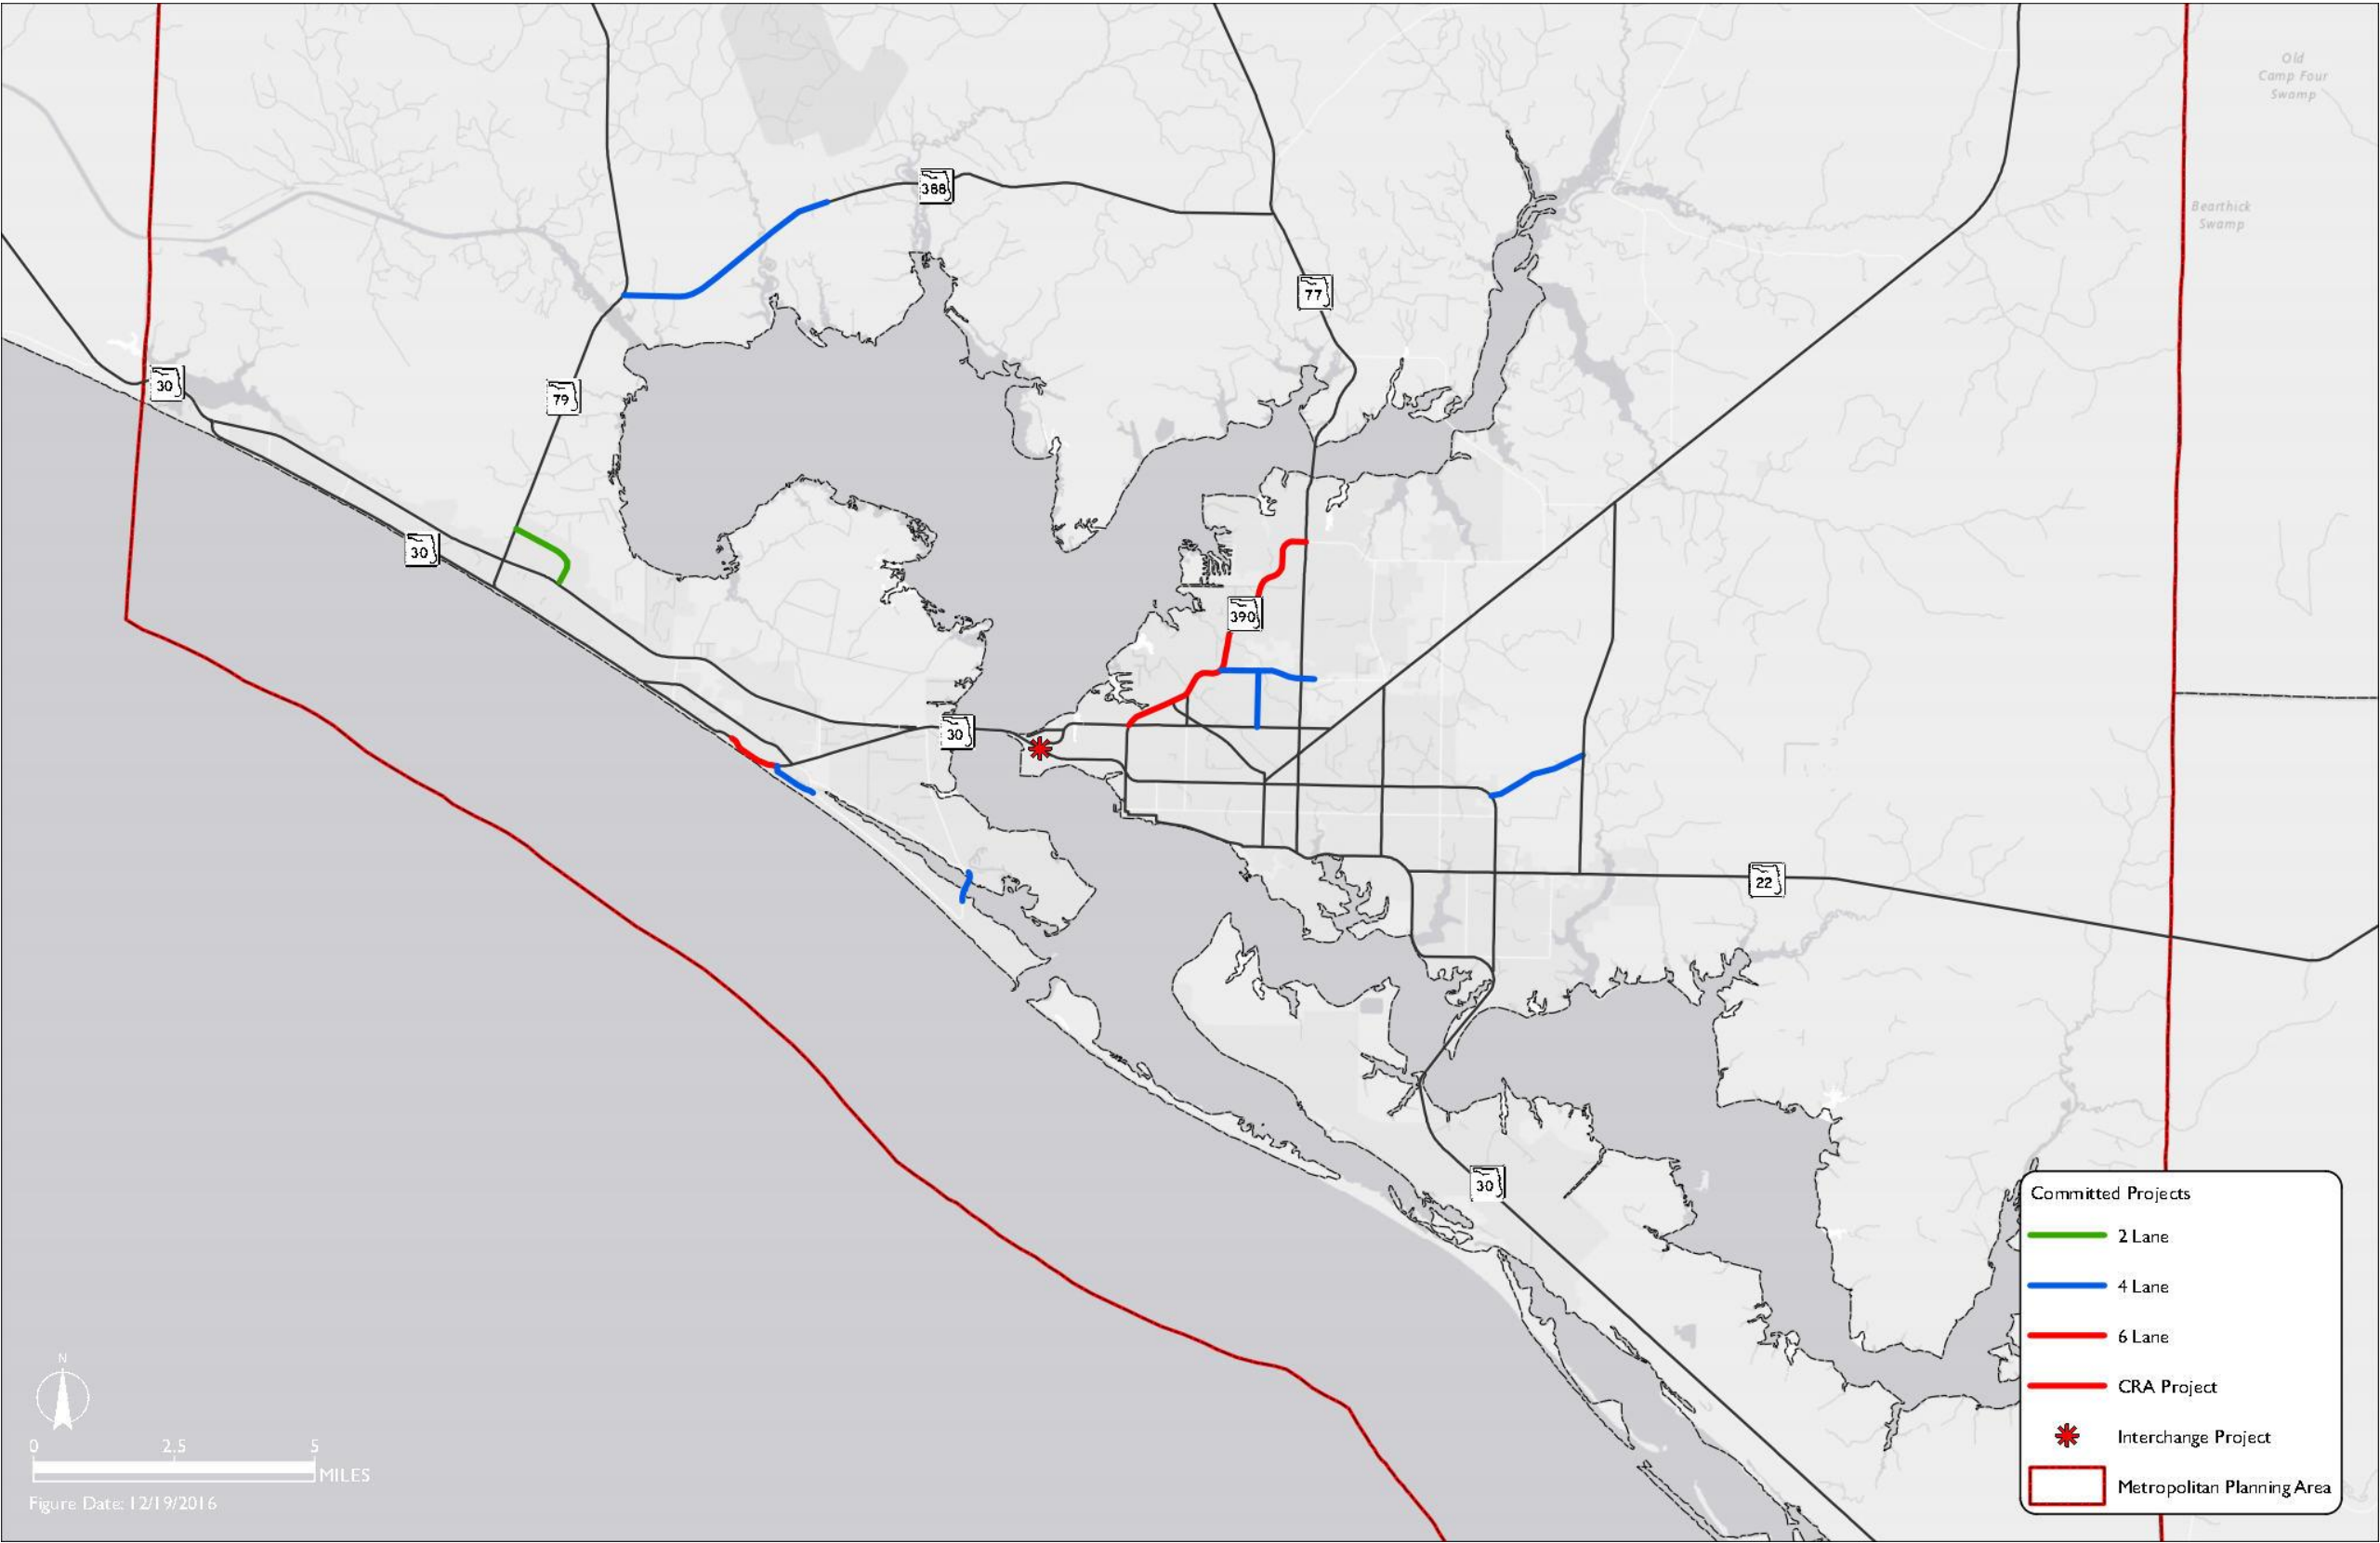 Old
Camp Four
Swamp
388
Bearthick
Swamp
77
30
79
30
390
30
22
30
Committed Projects
2 Lane
4 Lane
6 Lane
CRA Project
Interchange Project
Metropolitan Planning Area
N
0 2.5 5
MILES
Figure Date: 12/19/2016